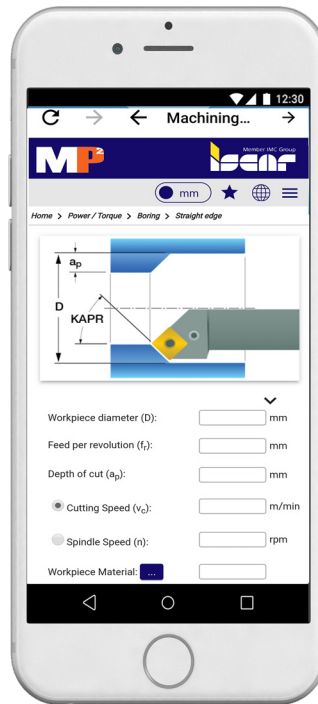 12:30
Machining...
MP²
Member IMC Group
iscar
mm
Home > Power / Torque > Boring > Straight edge
ap
D
KAPR
Workpiece diameter (D): mm
Feed per revolution (fr): mm
Depth of cut (ap): mm
Cutting Speed (vc): m/min
Spindle Speed (n): rpm
Workpiece Material: ...